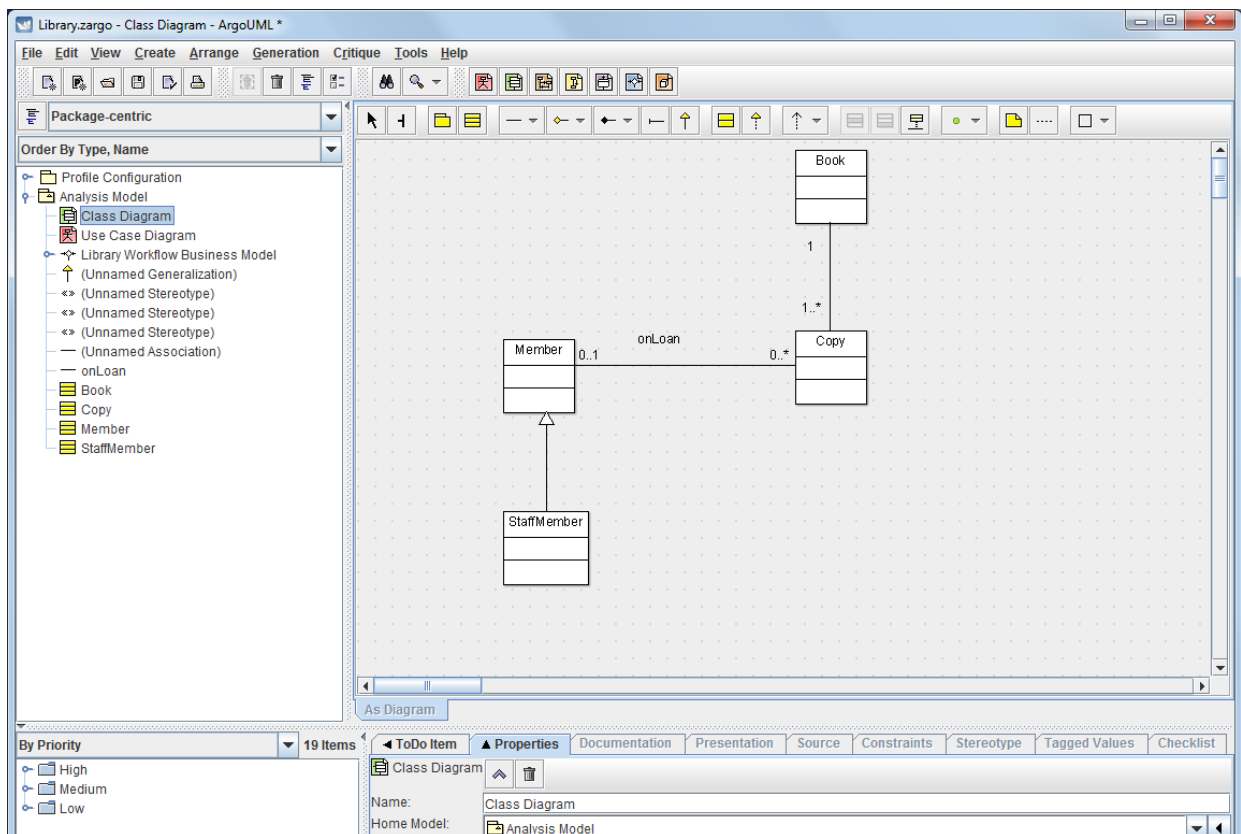 Library.zargo - Class Diagram - ArgoUML *
File Edit View Create Arrange Generation Critique Tools Help
Package-centric
Order By Type, Name
Profile Configuration
Analysis Model
Class Diagram
Use Case Diagram
Library Workflow Business Model
(Unnamed Generalization)
«» (Unnamed Stereotype)
«» (Unnamed Stereotype)
«» (Unnamed Stereotype)
(Unnamed Association)
onLoan
Book
Copy
Member
StaffMember
Book
1
1..*
Copy
onLoan
Member
0..1
0..*
StaffMember
As Diagram
By Priority
19 Items
High
Medium
Low
ToDo Item
Properties
Documentation
Presentation
Source
Constraints
Stereotype
Tagged Values
Checklist
Class Diagram
Name:
Class Diagram
Home Model:
Analysis Model